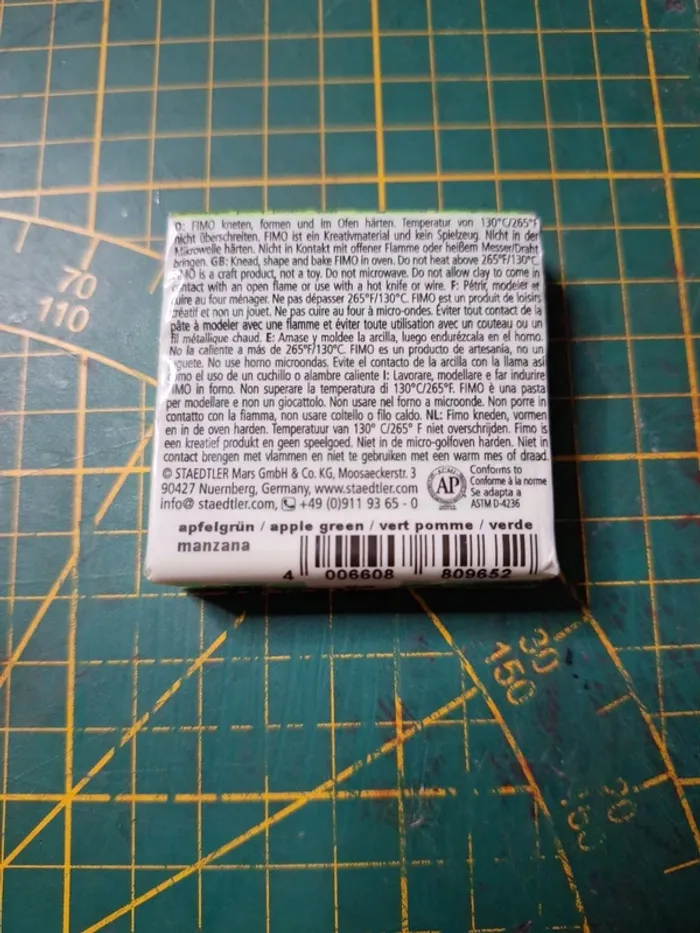 D: FIMO kneten, formen und im Ofen härten. Temperatur von 130°C/265°F
nicht überschreiten. FIMO ist ein Kreativmaterial und kein Spielzeug. Nicht in der
Mikrowelle härten. Nicht in Kontakt mit offener Flamme oder heißem Messer/Draht
bringen. GB: Knead, shape and bake FIMO in oven. Do not heat above 265°F/130°C.
FIMO is a craft product, not a toy. Do not microwave. Do not allow clay to come in
contact with an open flame or use with a hot knife or wire. F: Pétrir, modeler et
cuire au four ménager. Ne pas dépasser 265°F/130°C. FIMO est un produit de loisirs
créatif et non un jouet. Ne pas cuire au four à micro-ondes. Éviter tout contact de la
pâte à modeler avec une flamme et éviter toute utilisation avec un couteau ou un
fil métallique chaud. E: Amase y moldee la arcilla, luego endurézcala en el horno.
No la caliente a más de 265°F/130°C. FIMO es un producto de artesanía, no un
juguete. No use horno microondas. Evite el contacto de la arcilla con la llama así
como el uso de un cuchillo o alambre caliente I: Lavorare, modellare e far indurire
FIMO in forno. Non superare la temperatura di 130°C/265°F. FIMO è una pasta
per modellare e non un giocattolo. Non usare nel forno a microonde. Non porre in
contatto con la fiamma, non usare coltello o filo caldo. NL: Fimo kneden, vormen
en in de oven harden. Temperatuur van 130° C/265° F niet overschrijden. Fimo is
een kreatief produkt en geen speelgoed. Niet in de micro-golfoven harden. Niet in
contact brengen met vlammen en niet te gebruiken met een warm mes of draad.
© STAEDTLER Mars GmbH & Co. KG, Moosaeckerstr. 3
90427 Nuernberg, Germany, www.staedtler.com
info@ staedtler.com, +49 (0)911 93 65 - 0
AP
Conforms to
Conforme à la norme
Se adapta a
ASTM D-4236
apfelgrün / apple green / vert pomme / verde
manzana
4 006608 809652
70
110
30
150